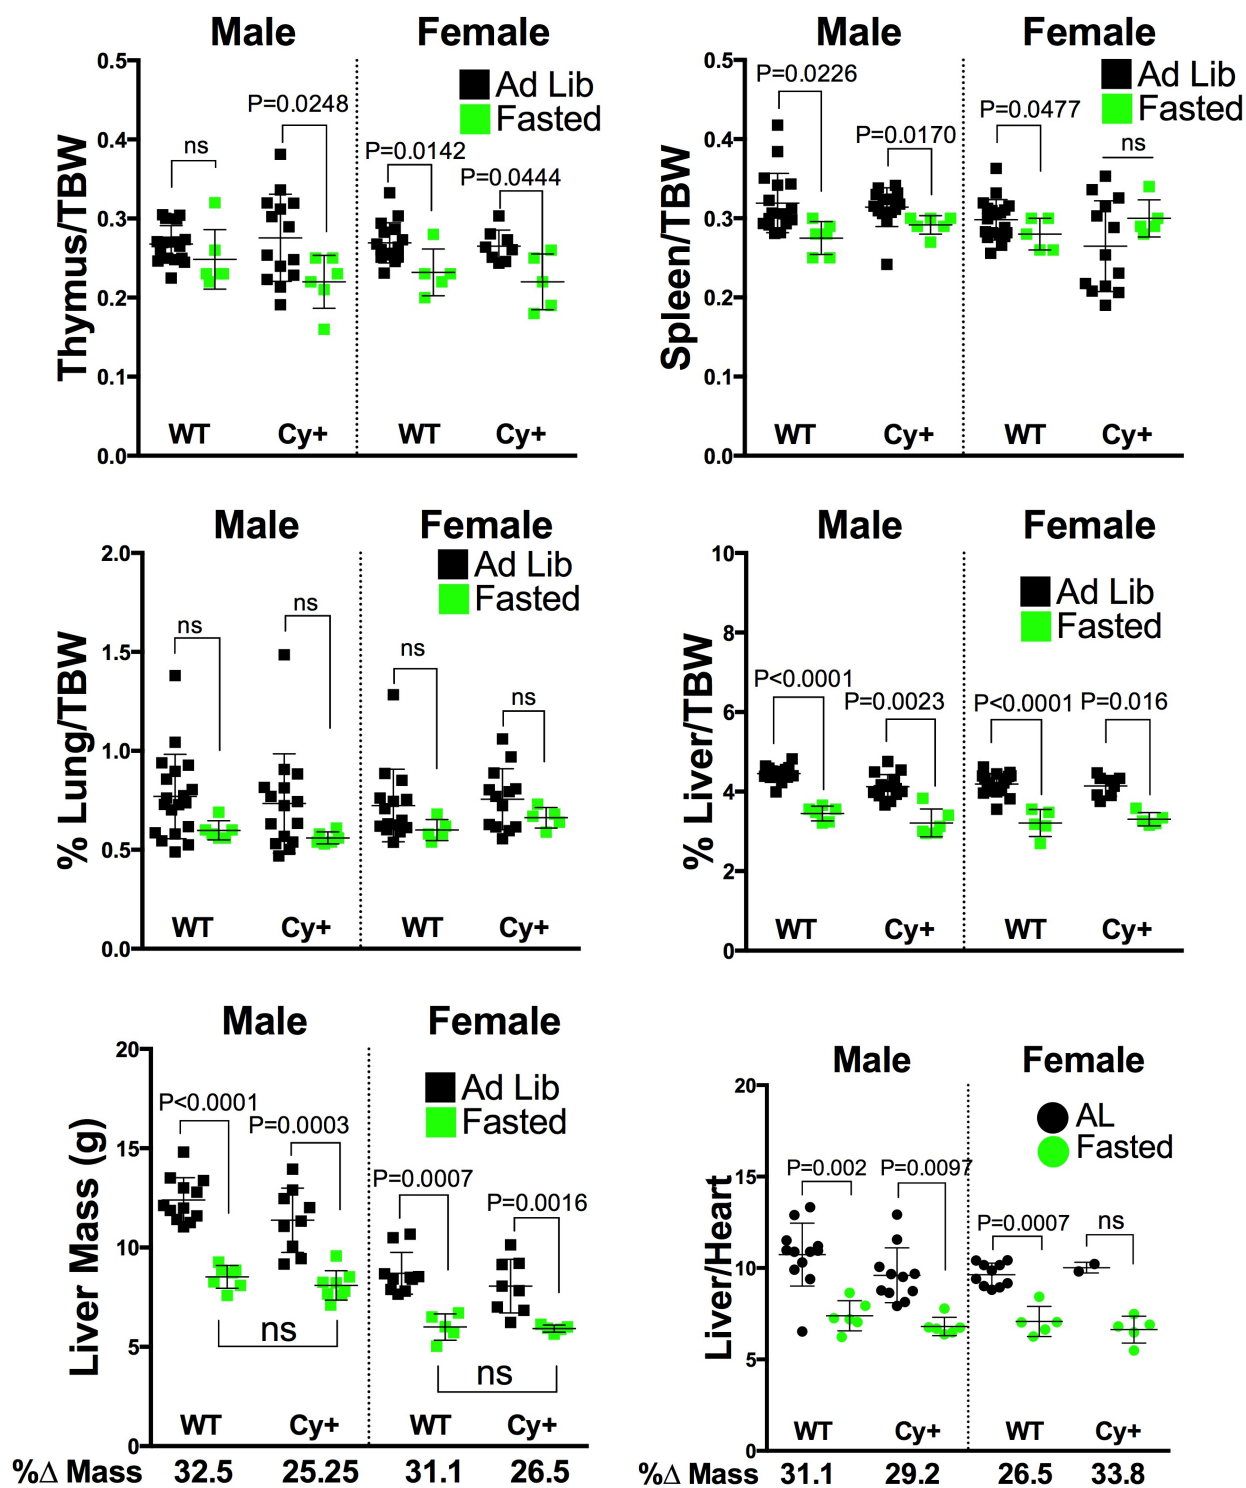 Male Female
Ad Lib
Fasted
Thymus/TBW
0.5
0.4
0.3
0.2
0.1
0.0
ns
P=0.0248
P=0.0142
P=0.0444
WT Cy+ WT Cy+
Male Female
Ad Lib
Fasted
Spleen/TBW
0.5
0.4
0.3
0.2
0.1
0.0
P=0.0226
P=0.0170
P=0.0477
ns
WT Cy+ WT Cy+
Male Female
Ad Lib
Fasted
% Lung/TBW
2.0
1.5
1.0
0.5
0.0
ns
ns
ns
ns
WT Cy+ WT Cy+
Male Female
Ad Lib
Fasted
% Liver/TBW
10
8
6
4
2
0
P<0.0001
P=0.0023
P<0.0001
P=0.016
WT Cy+ WT Cy+
Male Female
Ad Lib
Fasted
Liver Mass (g)
20
15
10
5
0
P<0.0001
P=0.0003
P=0.0007
P=0.0016
ns
ns
WT Cy+ WT Cy+
%Δ Mass 32.5 25.25 31.1 26.5
Male Female
AL
Fasted
Liver/Heart
20
15
10
5
0
P=0.002
P=0.0097
P=0.0007
ns
WT Cy+ WT Cy+
%Δ Mass 31.1 29.2 26.5 33.8